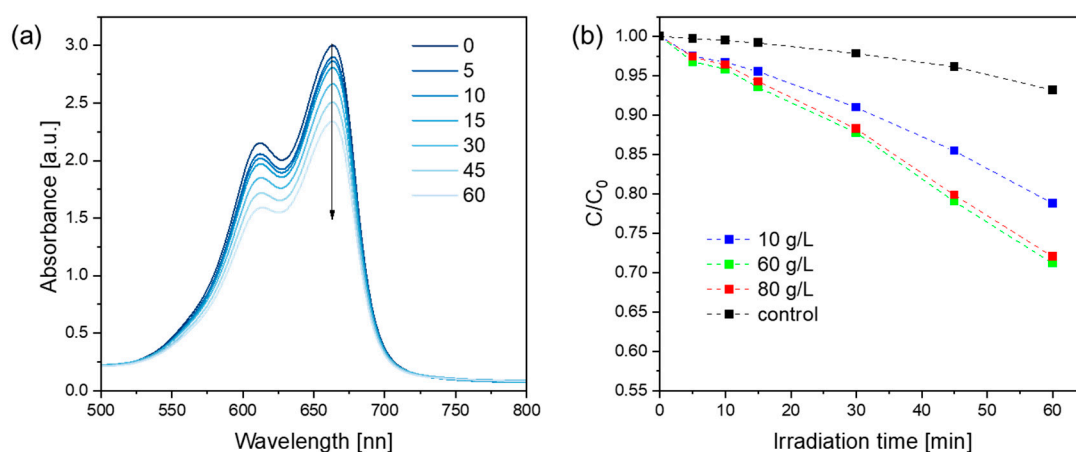 (a)
Absorbance [a.u.]
3.0
2.5
2.0
1.5
1.0
0.5
0.0
0
5
10
15
30
45
60
500 550 600 650 700 750 800
Wavelength [nn]
(b)
C/C0
1.00
0.95
0.90
0.85
0.80
0.75
0.70
0.65
0.60
0.55
10 g/L
60 g/L
80 g/L
control
0 10 20 30 40 50 60
Irradiation time [min]